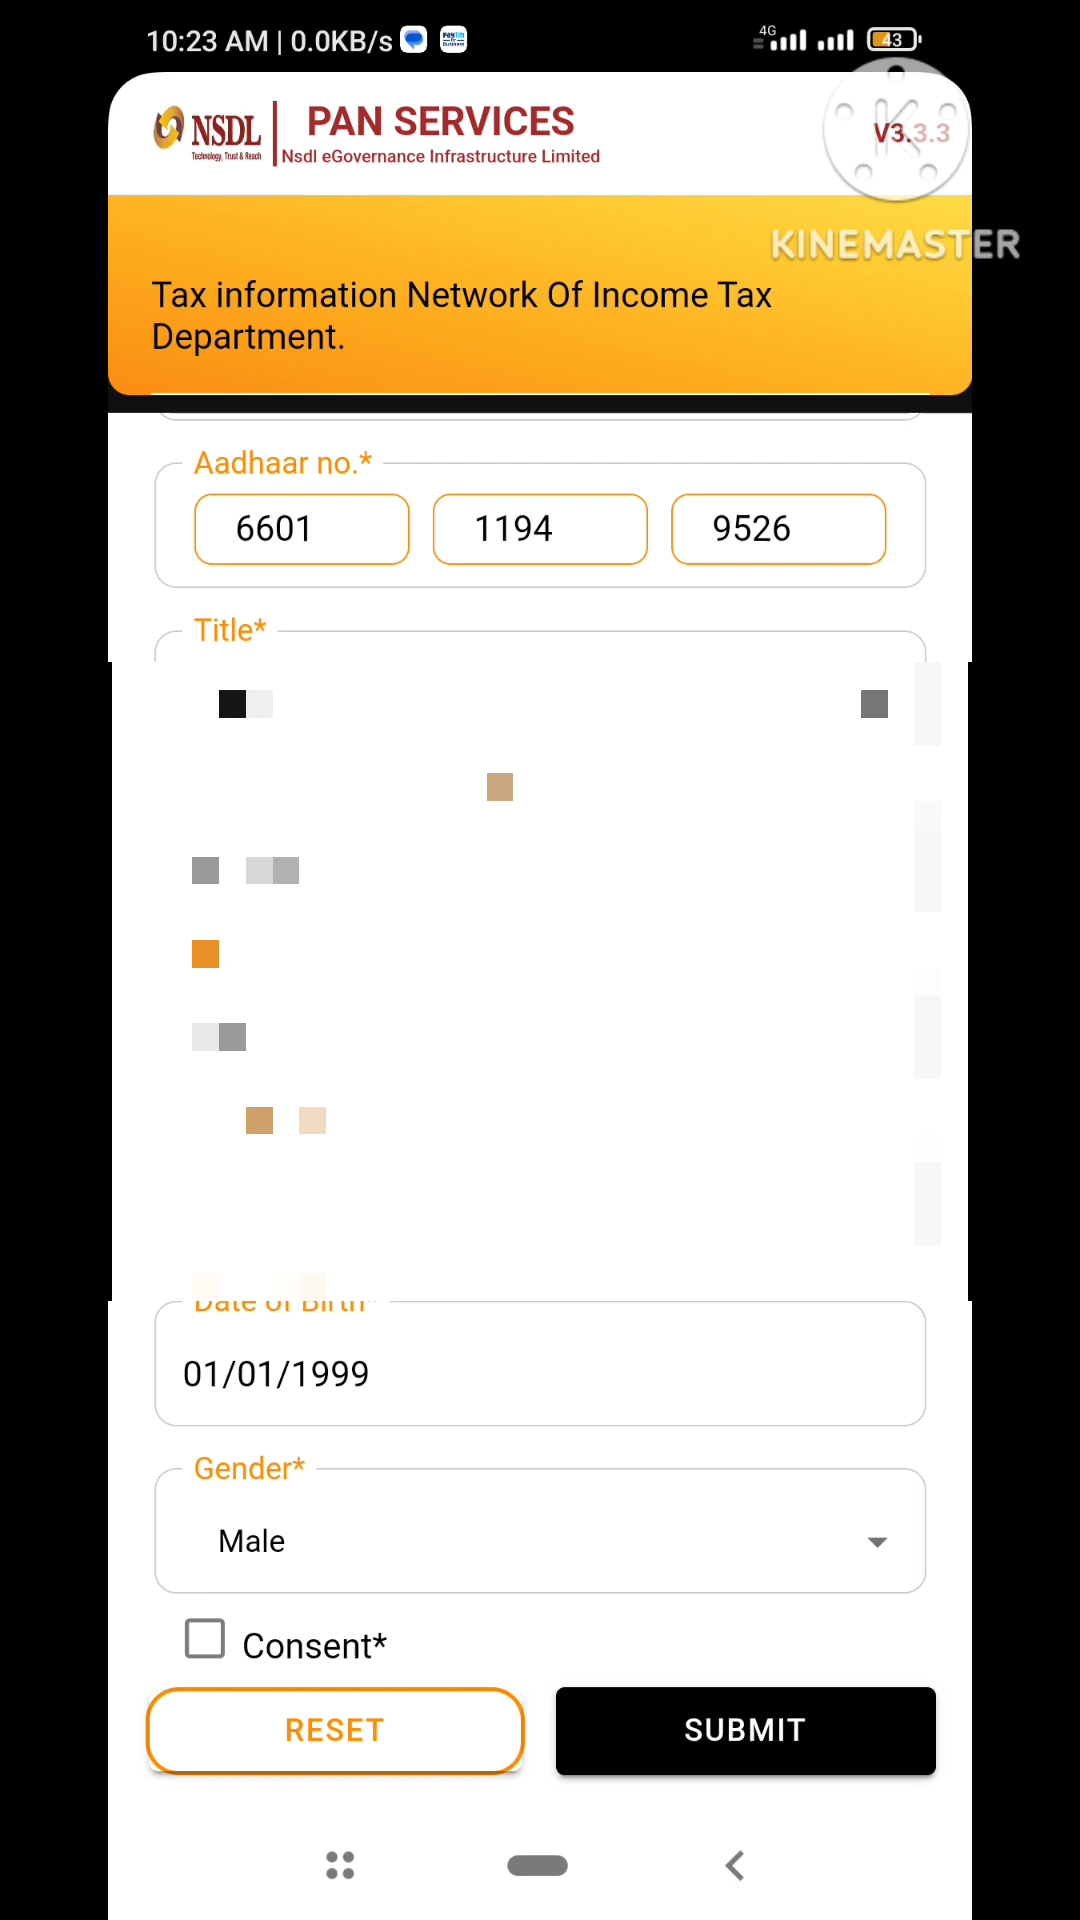 10:23 AM | 0.0KB/s
4G
43
NSDL
Technology, Trust & Reach
PAN SERVICES
Nsdl eGovernance Infrastructure Limited
V3.3.3
KINEMASTER
Tax information Network Of Income Tax
Department.
Aadhaar no.*
6601 1194 9526
Title*
Date of Birth*
01/01/1999
Gender*
Male
Consent*
RESET
SUBMIT